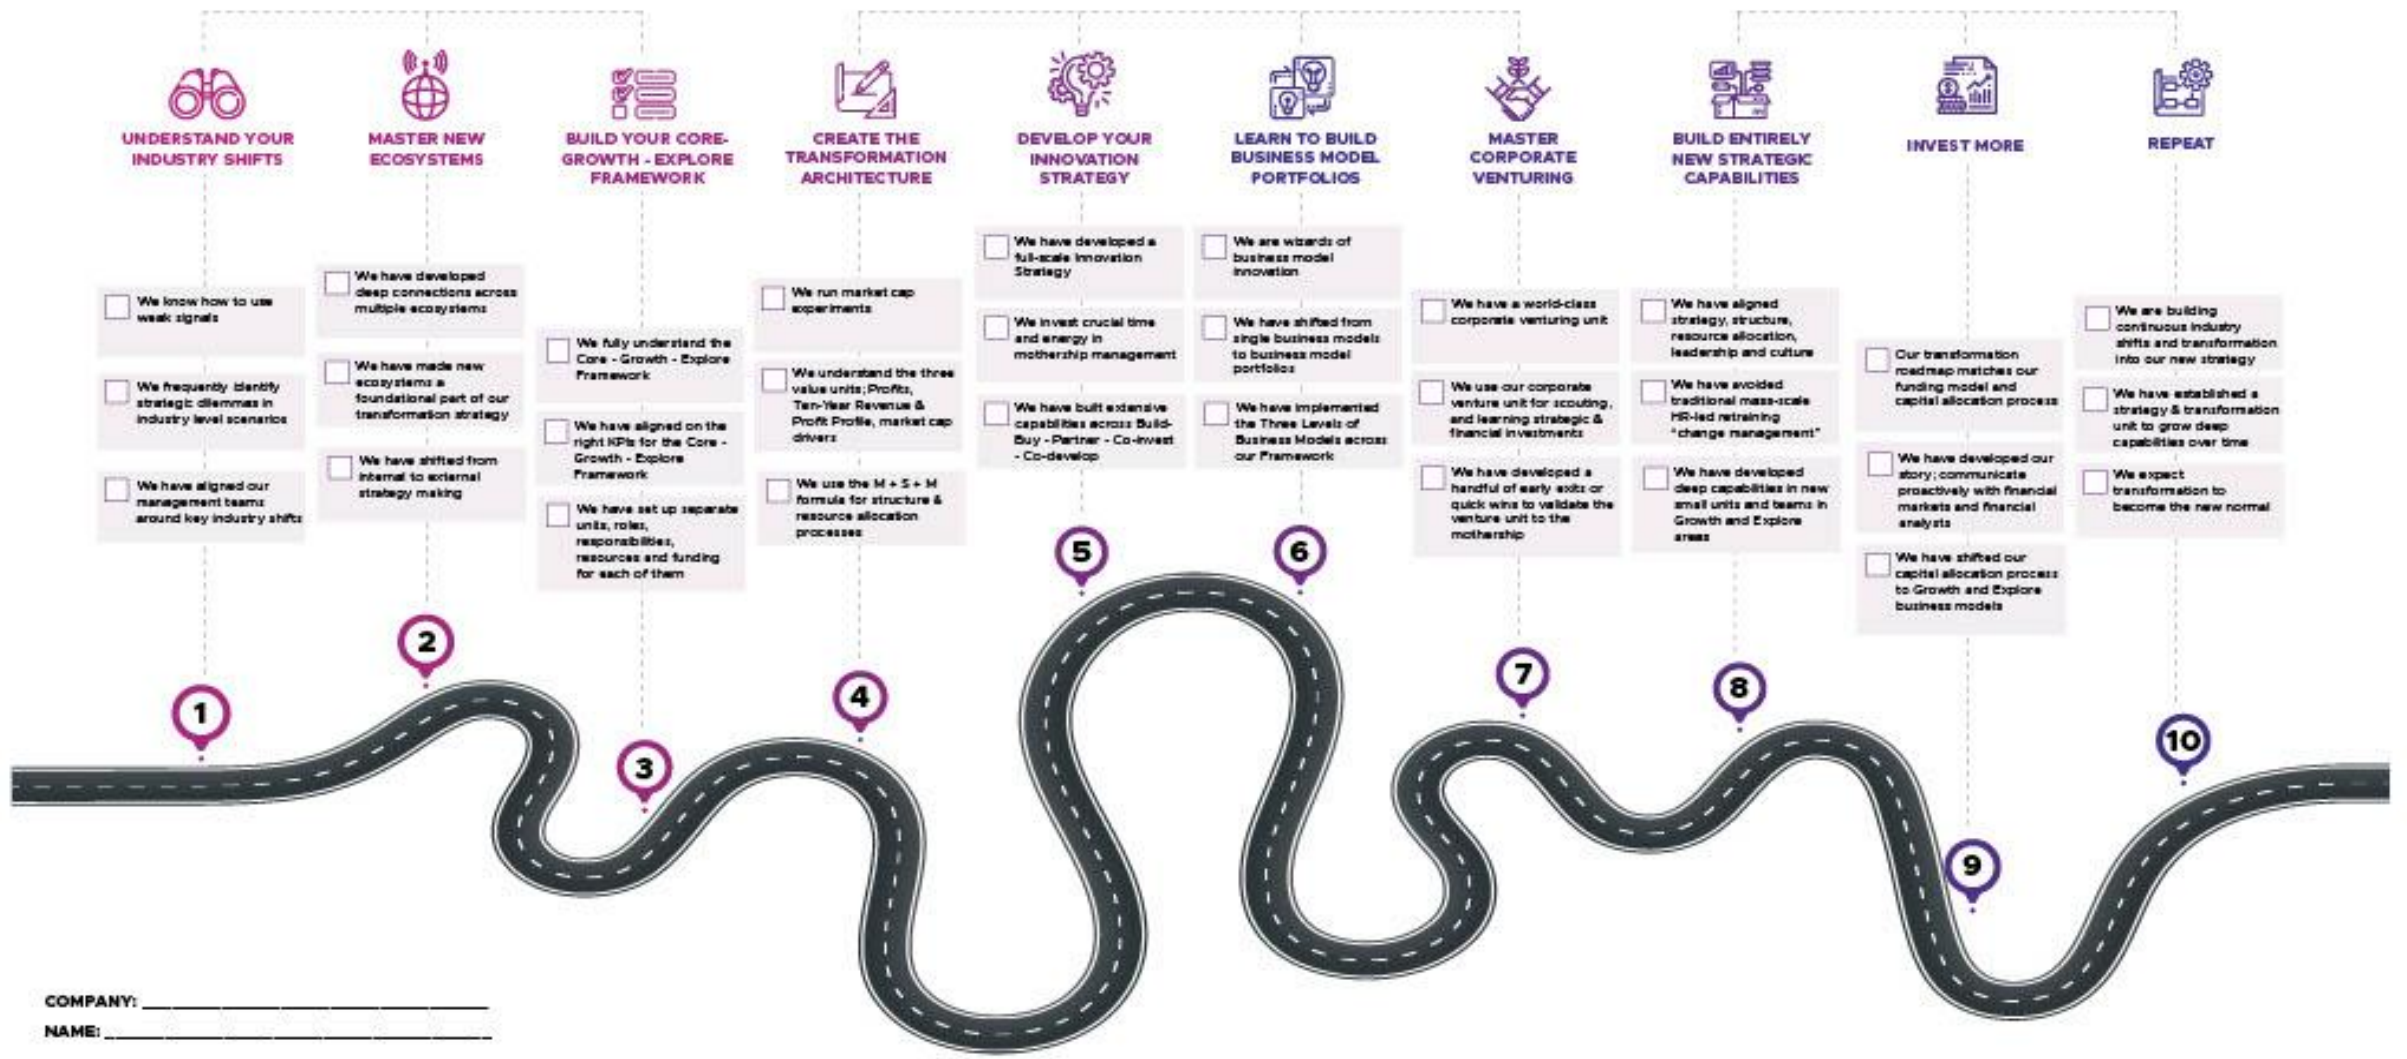 UNDERSTAND YOUR
INDUSTRY SHIFTS
We know how to use
weak signals
We frequently identify
strategic dilemmas in
industry level scenarios
We have aligned our
management teams
around key industry shifts
1
MASTER NEW
ECOSYSTEMS
We have developed
deep connections across
multiple ecosystems
We have made new
ecosystems a
foundational part of our
transformation strategy
We have shifted from
internal to external
strategy making
2
BUILD YOUR CORE-
GROWTH - EXPLORE
FRAMEWORK
We fully understand the
Core - Growth - Explore
Framework
We have aligned on the
right KPIs for the Core -
Growth - Explore
Framework
We have set up separate
units, roles,
responsibilities,
resources and funding
for each of them
3
CREATE THE
TRANSFORMATION
ARCHITECTURE
We run market cap
experiments
We understand the three
value units; Profits,
Ten-Year Revenue &
Profit Profile, market cap
drivers
We use the M + S + M
formula for structure &
resource allocation
processes
4
DEVELOP YOUR
INNOVATION
STRATEGY
We have developed a
full-scale Innovation
Strategy
We invest crucial time
and energy in
mothership management
We have built extensive
capabilities across Build-
Buy - Partner - Co-invest
- Co-develop
5
LEARN TO BUILD
BUSINESS MODEL
PORTFOLIOS
We are wizards of
business model
innovation
We have shifted from
single business models
to business model
portfolios
We have implemented
the Three Levels of
Business Models across
our Framework
6
MASTER
CORPORATE
VENTURING
We have a world-class
corporate venturing unit
We use our corporate
venture unit for scouting,
and learning strategic &
financial investments
We have developed a
handful of early exits or
quick wins to validate the
venture unit to the
mothership
7
BUILD ENTIRELY
NEW STRATEGIC
CAPABILITIES
We have aligned
strategy, structure,
resource allocation,
leadership and culture
We have avoided
traditional mass-scale
HR-led retraining
"change management"
We have developed
deep capabilities in new
small units and teams in
Growth and Explore
areas
8
INVEST MORE
Our transformation
roadmap matches our
funding model and
capital allocation process
We have developed our
story; communicate
proactively with financial
markets and financial
analysts
We have shifted our
capital allocation process
to Growth and Explore
business models
9
REPEAT
We are building
continuous industry
shifts and transformation
into our new strategy
We have established a
strategy & transformation
unit to grow deep
capabilities over time
We expect
transformation to
become the new normal
10
COMPANY:
NAME: